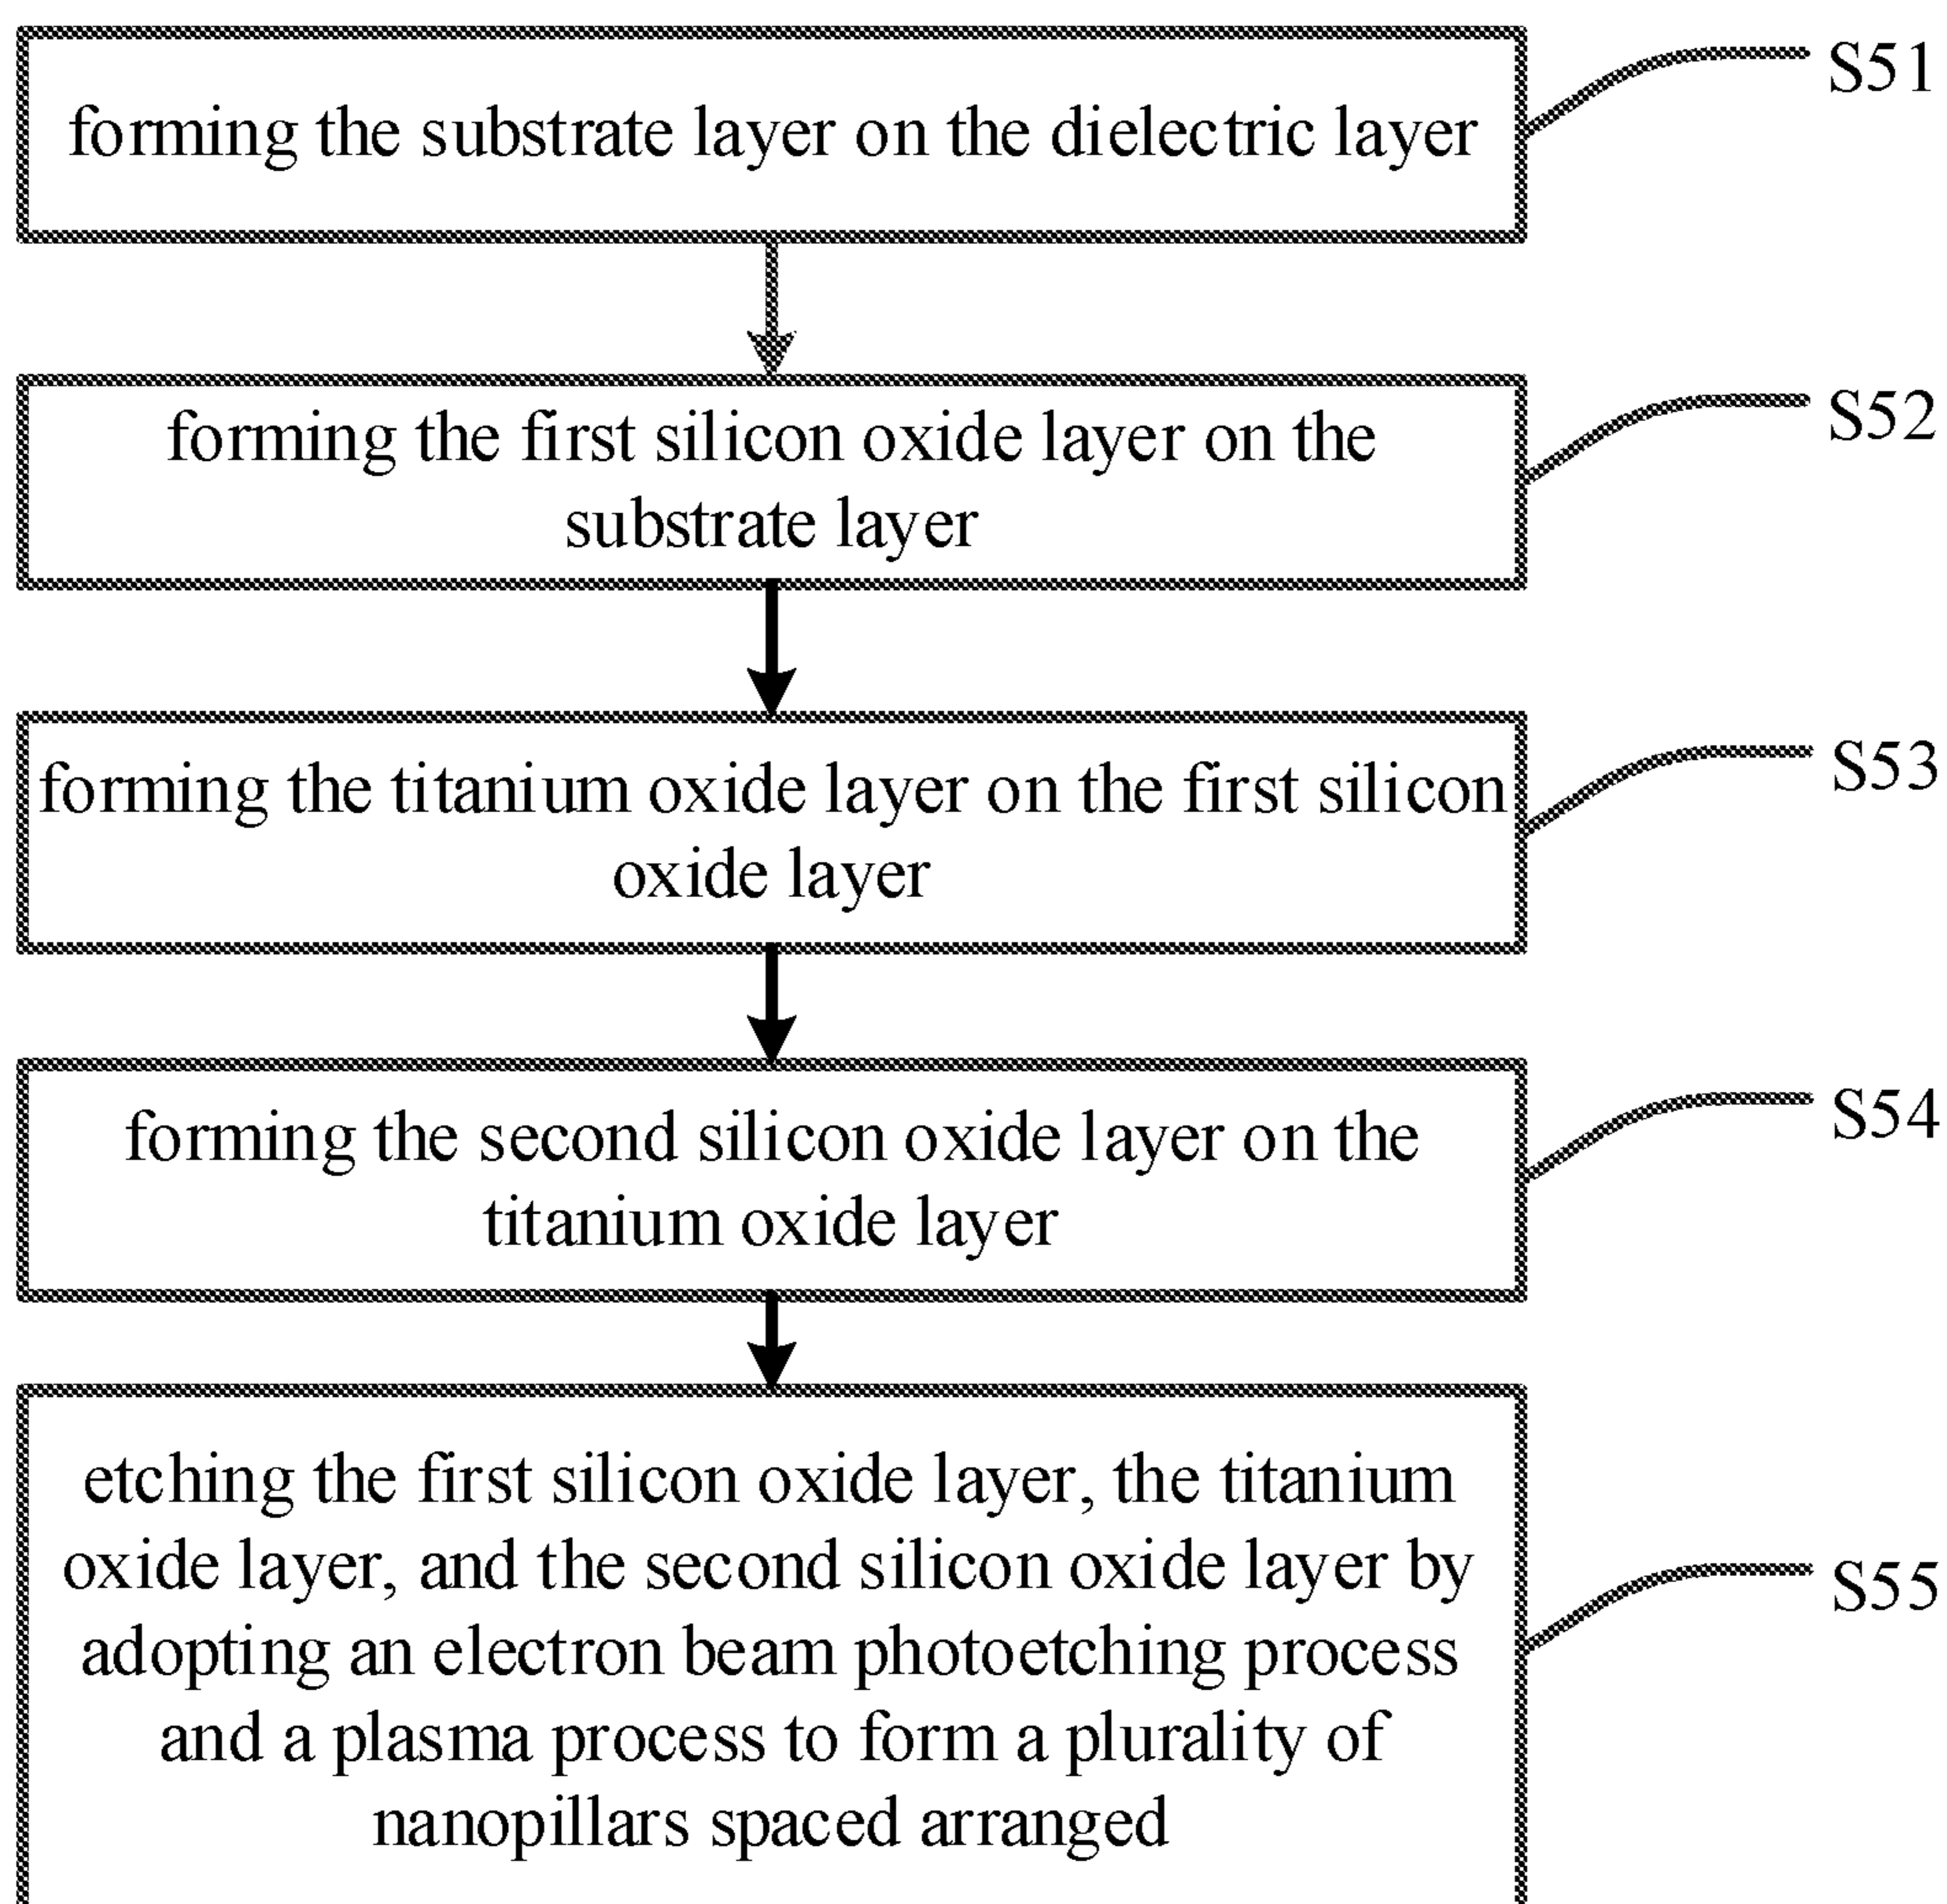 forming the substrate layer on the dielectric layer
S51
forming the first silicon oxide layer on the
substrate layer
S52
forming the titanium oxide layer on the first silicon
oxide layer
S53
forming the second silicon oxide layer on the
titanium oxide layer
S54
etching the first silicon oxide layer, the titanium
oxide layer, and the second silicon oxide layer by
adopting an electron beam photoetching process
and a plasma process to form a plurality of
nanopillars spaced arranged
S55